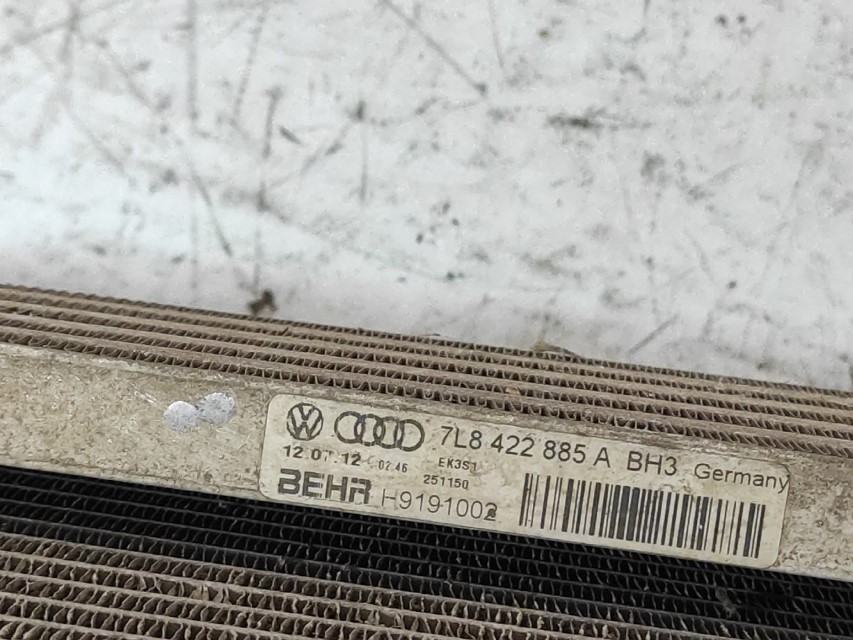 7L8 422 885 A BH3 Germany
12.07.12 02.46 EK3S1
251150
BEHR H9191002